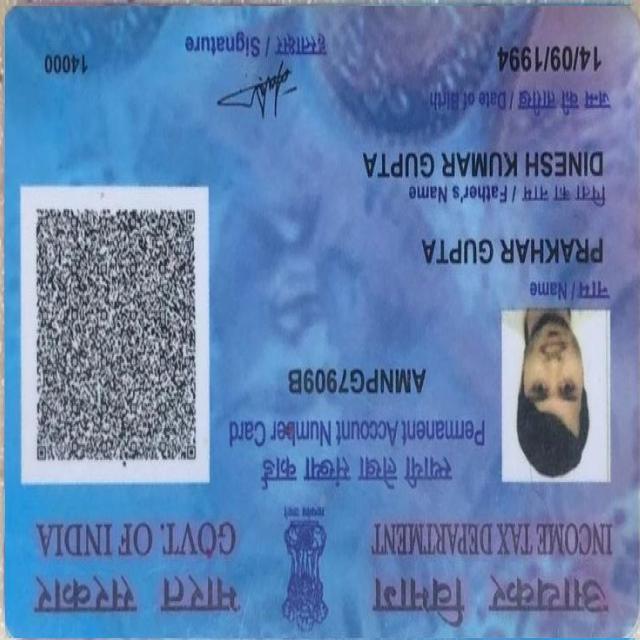 आयकर विभाग
भारत सरकार
INCOME TAX DEPARTMENT
GOVT. OF INDIA
स्थायी लेखा संख्या कार्ड
Permanent Account Number Card
AMNPG7909B
नाम / Name
PRAKHAR GUPTA
पिता का नाम / Father's Name
DINESH KUMAR GUPTA
जन्म की तारीख / Date of Birth
14/09/1994
हस्ताक्षर / Signature
14000